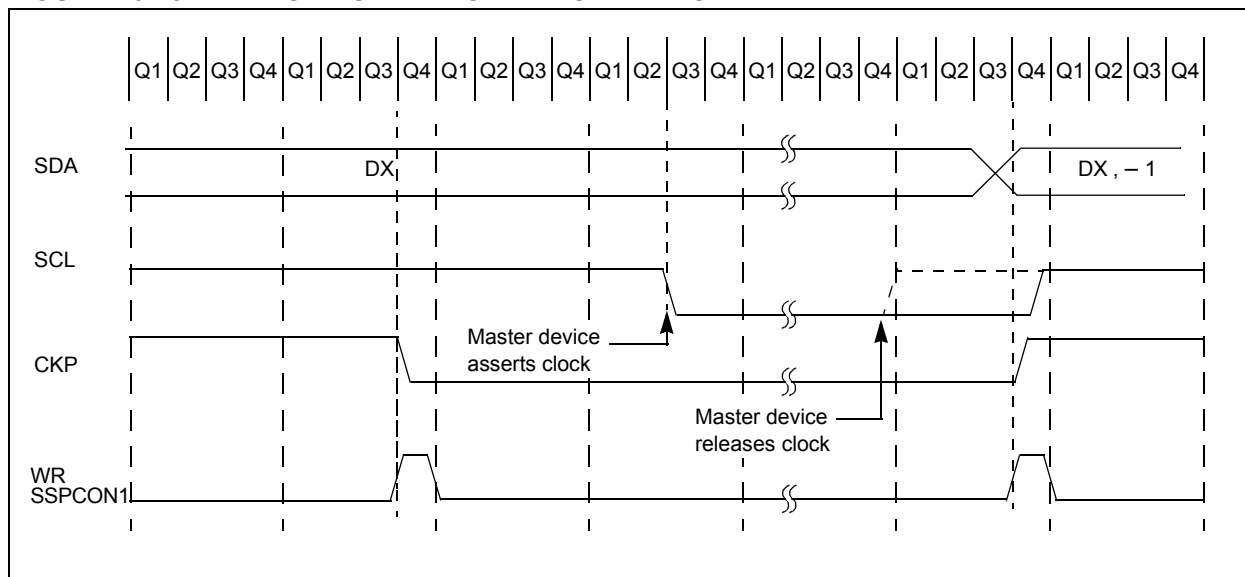 Q1 Q2 Q3 Q4 Q1 Q2 Q3 Q4 Q1 Q2 Q3 Q4 Q1 Q2 Q3 Q4 Q1 Q2 Q3 Q4 Q1 Q2 Q3 Q4 Q1 Q2 Q3 Q4
SDA
DX
DX , – 1
SCL
Master device
asserts clock
CKP
Master device
releases clock
WR
SSPCON1